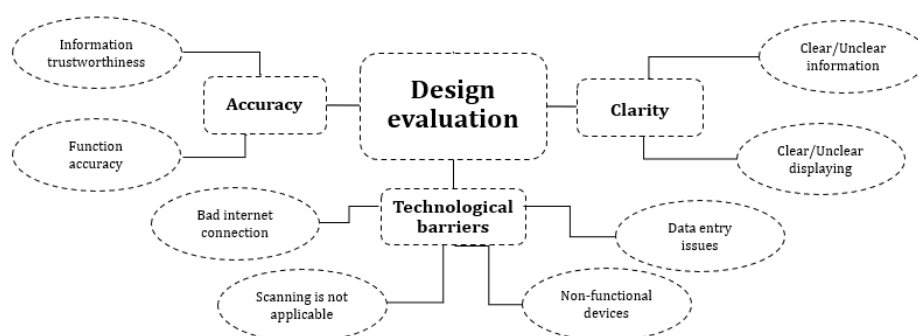 Information
trustworthiness
Function
accuracy
Accuracy
Design
evaluation
Clarity
Clear/Unclear
information
Clear/Unclear
displaying
Technological
barriers
Bad internet
connection
Scanning is not
applicable
Non-functional
devices
Data entry
issues